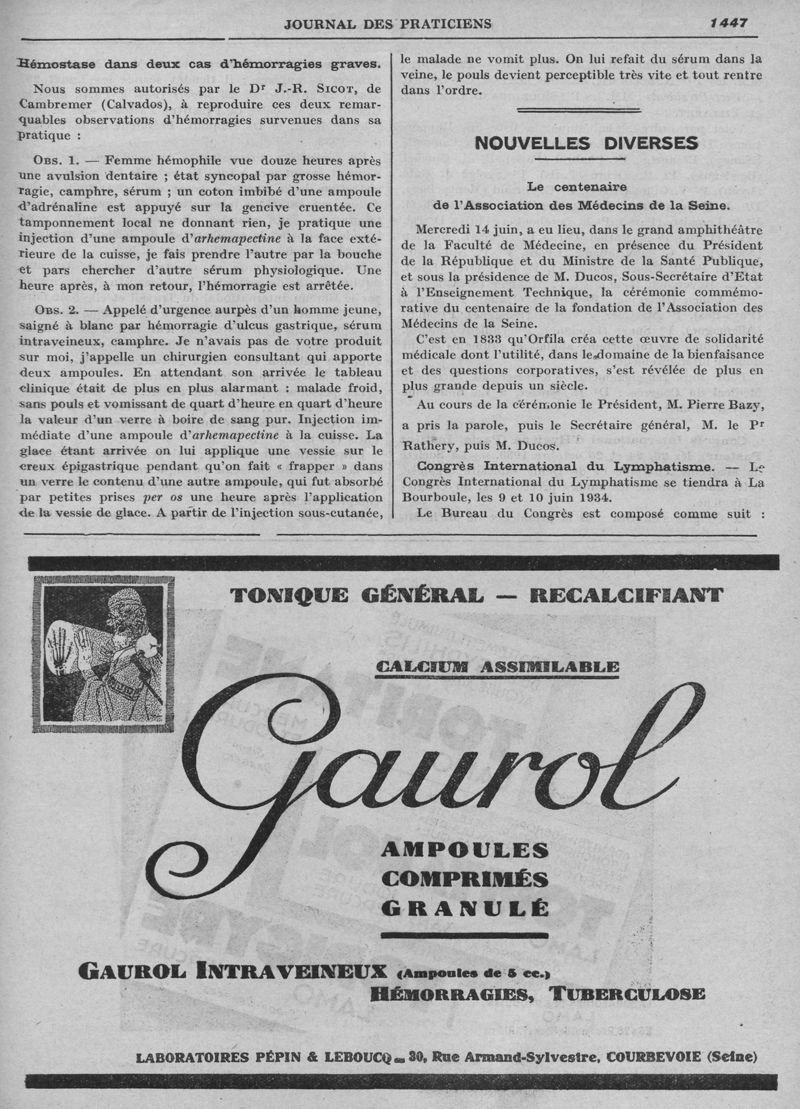 JOURNAL DES PRATICIENS 1447
Hémostase dans deux cas d'hémorragies graves.
Nous sommes autorisés par le Dr J.-R. SICOT, de
Cambremer (Calvados), à reproduire ces deux remar-
quables observations d'hémorragies survenues dans sa
pratique :
OBS. 1. — Femme hémophile vue douze heures après
une avulsion dentaire ; état syncopal par grosse hémor-
ragie, camphre, sérum ; un coton imbibé d'une ampoule
d'adrénaline est appuyé sur la gencive cruentée. Ce
tamponnement local ne donnant rien, je pratique une
injection d'une ampoule d'arhemapectine à la face exté-
rieure de la cuisse, je fais prendre l'autre par la bouche
et pars chercher d'autre sérum physiologique. Une
heure après, à mon retour, l'hémorragie est arrêtée.
OBS. 2. — Appelé d'urgence aurpès d'un homme jeune,
saigné à blanc par hémorragie d'ulcus gastrique, sérum
intraveineux, camphre. Je n'avais pas de votre produit
sur moi, j'appelle un chirurgien consultant qui apporte
deux ampoules. En attendant son arrivée le tableau
clinique était de plus en plus alarmant : malade froid,
sans pouls et vomissant de quart d'heure en quart d'heure
la valeur d'un verre à boire de sang pur. Injection im-
médiate d'une ampoule d'arhemapectine à la cuisse. La
glace étant arrivée on lui applique une vessie sur le
creux épigastrique pendant qu'on fait « frapper » dans
un verre le contenu d'une autre ampoule, qui fut absorbé
par petites prises per os une heure après l'application
de la vessie de glace. A partir de l'injection sous-cutanée,
le malade ne vomit plus. On lui refait du sérum dans la
veine, le pouls devient perceptible très vite et tout rentre
dans l'ordre.
NOUVELLES DIVERSES
Le centenaire
de l'Association des Médecins de la Seine.
Mercredi 14 juin, a eu lieu, dans le grand amphithéâtre
de la Faculté de Médecine, en présence du Président
de la République et du Ministre de la Santé Publique,
et sous la présidence de M. Ducos, Sous-Secrétaire d'Etat
à l'Enseignement Technique, la cérémonie commémo-
rative du centenaire de la fondation de l'Association des
Médecins de la Seine.
C'est en 1833 qu'Orfila créa cette œuvre de solidarité
médicale dont l'utilité, dans le domaine de la bienfaisance
et des questions corporatives, s'est révélée de plus en
plus grande depuis un siècle.
Au cours de la cérémonie le Président, M. Pierre Bazy,
a pris la parole, puis le Secrétaire général, M. le Pr
Rathery, puis M. Ducos.
Congrès International du Lymphatisme. — Le
Congrès International du Lymphatisme se tiendra à La
Bourboule, les 9 et 10 juin 1934.
Le Bureau du Congrès est composé comme suit :
TONIQUE GÉNÉRAL — RECALCIFIANT
CALCIUM ASSIMILABLE
Gaurol
AMPOULES
COMPRIMÉS
GRANULÉ
GAUROL INTRAVEINEUX (Ampoules de 5 cc.)
HÉMORRAGIES, TUBERCULOSE
LABORATOIRES PÉPIN & LEBOUCQ - 30, Rue Armand-Sylvestre, COURBEVOIE (Seine)